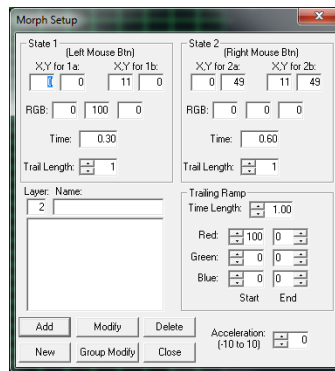 Morph Setup
State 1
(Left Mouse Btn)
X,Y for 1a: X,Y for 1b:
0 0 11 0
RGB: 0 100 0
Time: 0.30
Trail Length: 1
State 2
(Right Mouse Btn)
X,Y for 2a: X,Y for 2b:
0 49 11 49
RGB: 0 0 0
Time: 0.60
Trail Length: 1
Layer: Name:
2
Trailing Ramp
Time Length: 1.00
Red: 100 0
Green: 0 0
Blue: 0 0
Start End
Add Modify Delete
New Group Modify Close
Acceleration: 0
(-10 to 10)